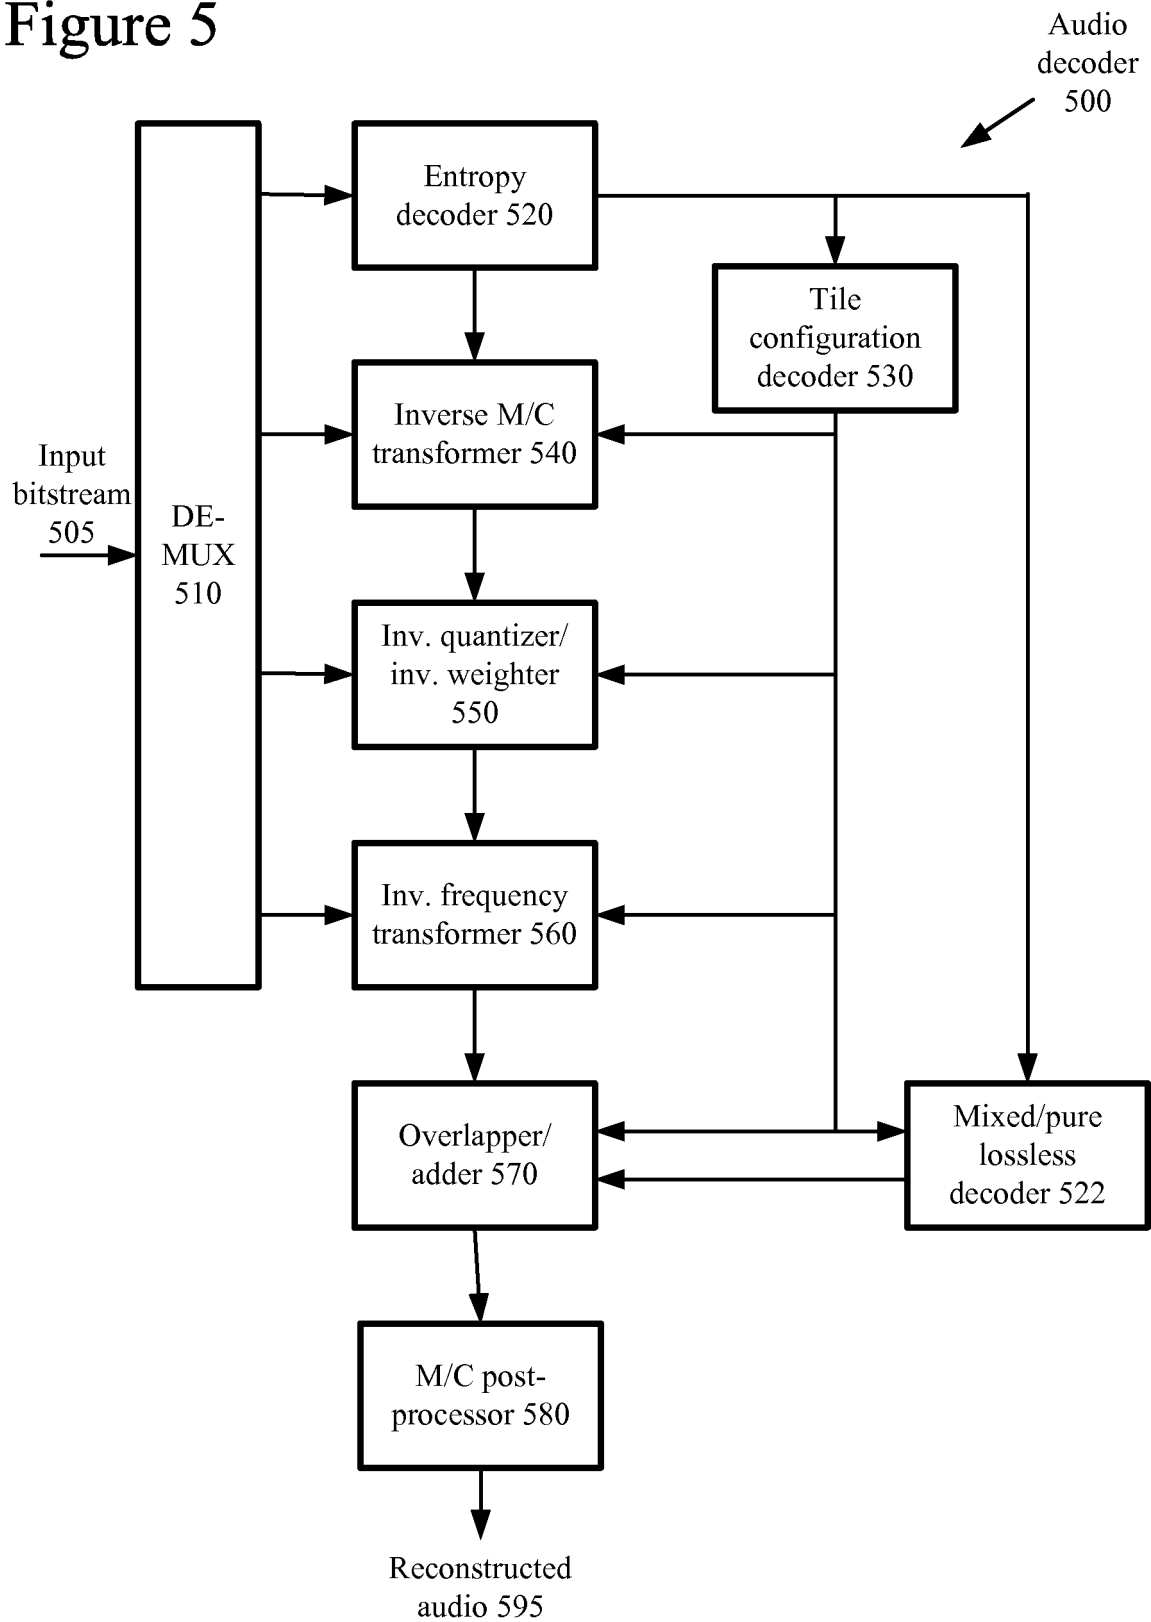 Figure 5
Audio
decoder
500
Entropy
decoder 520
Tile
configuration
decoder 530
Inverse M/C
transformer 540
Input
bitstream
505
DE-
MUX
510
Inv. quantizer/
inv. weighter
550
Inv. frequency
transformer 560
Overlapper/
adder 570
Mixed/pure
lossless
decoder 522
M/C post-
processor 580
Reconstructed
audio 595